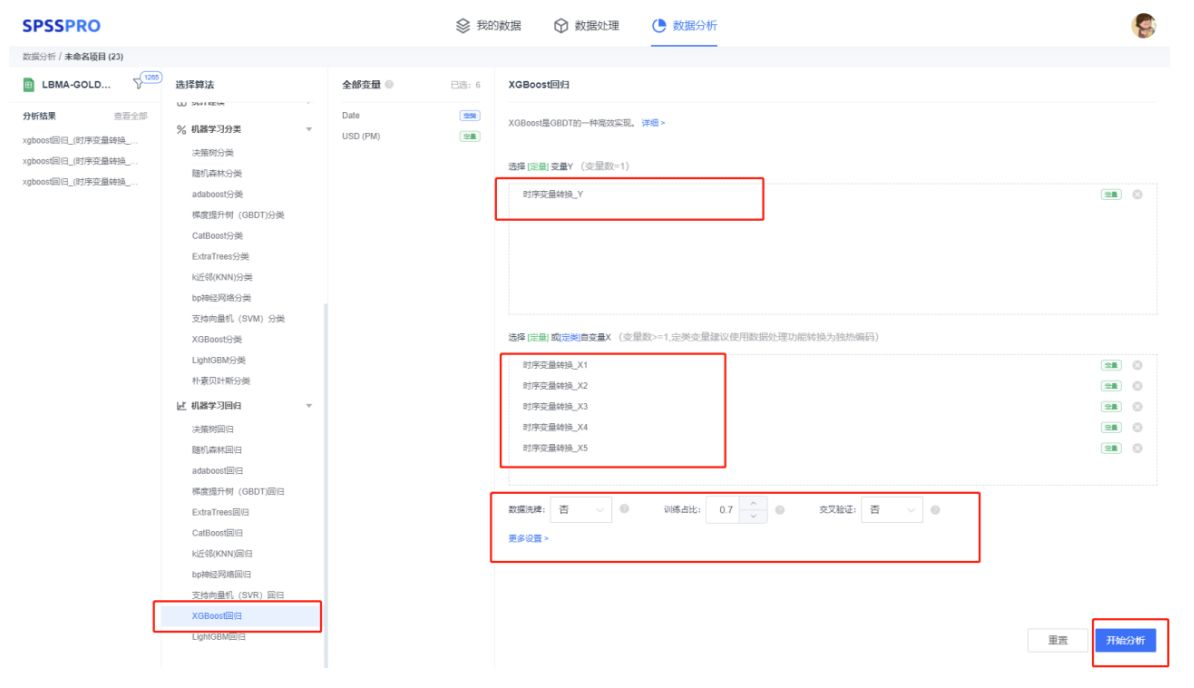 SPSSPRO
我的数据
数据处理
数据分析
数据分析 / 未命名项目 (23)
LBMA-GOLD...
1265
分析结果
查看全部
xgboost回归_(时序变量转换_...
xgboost回归_(时序变量转换_...
xgboost回归_(时序变量转换_...
选择算法
机器学习分类
决策树分类
随机森林分类
adaboost分类
梯度提升树（GBDT)分类
CatBoost分类
ExtraTrees分类
k近邻(KNN)分类
bp神经网络分类
支持向量机（SVM）分类
XGBoost分类
LightGBM分类
朴素贝叶斯分类
机器学习回归
决策树回归
随机森林回归
adaboost回归
梯度提升树（GBDT)回归
ExtraTrees回归
CatBoost回归
k近邻(KNN)回归
bp神经网络回归
支持向量机（SVR）回归
XGBoost回归
LightGBM回归
全部变量
已选：6
Date
定类
USD (PM)
定量
XGBoost回归
XGBoost是GBDT的一种高效实现。 详细 >
选择 [定量] 变量Y （变量数=1）
时序变量转换_Y
定量
选择 [定量] 或[定类]自变量X （变量数>=1,定类变量建议使用数据处理功能转换为独热编码）
时序变量转换_X1
定量
时序变量转换_X2
定量
时序变量转换_X3
定量
时序变量转换_X4
定量
时序变量转换_X5
定量
数据洗牌： 否
训练占比： 0.7
交叉验证： 否
更多设置 >
重置
开始分析